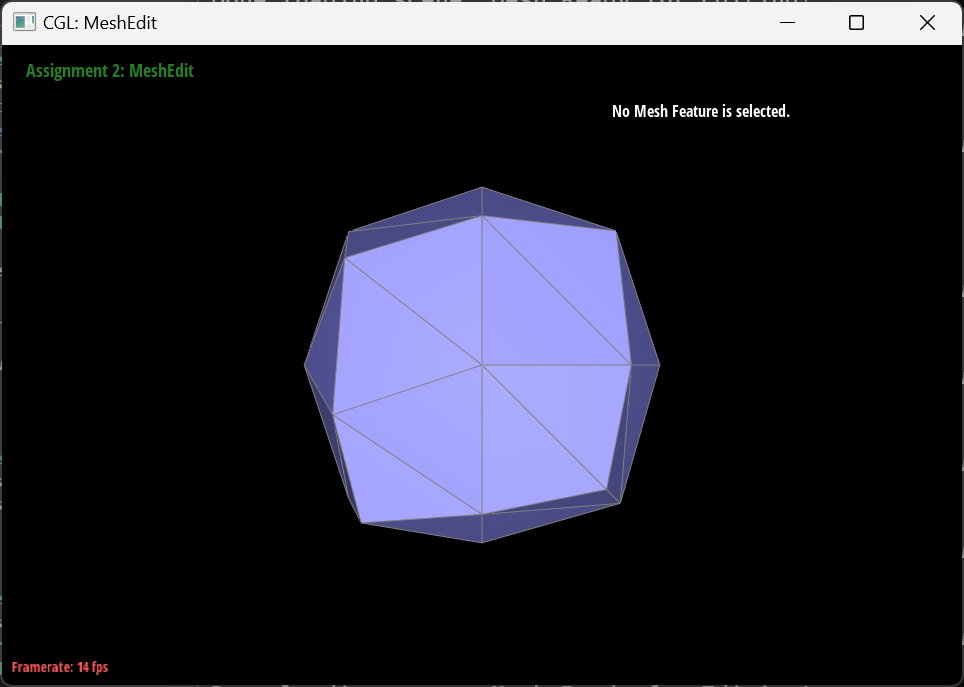 CGL: MeshEdit
Assignment 2: MeshEdit
No Mesh Feature is selected.
Framerate: 14 fps